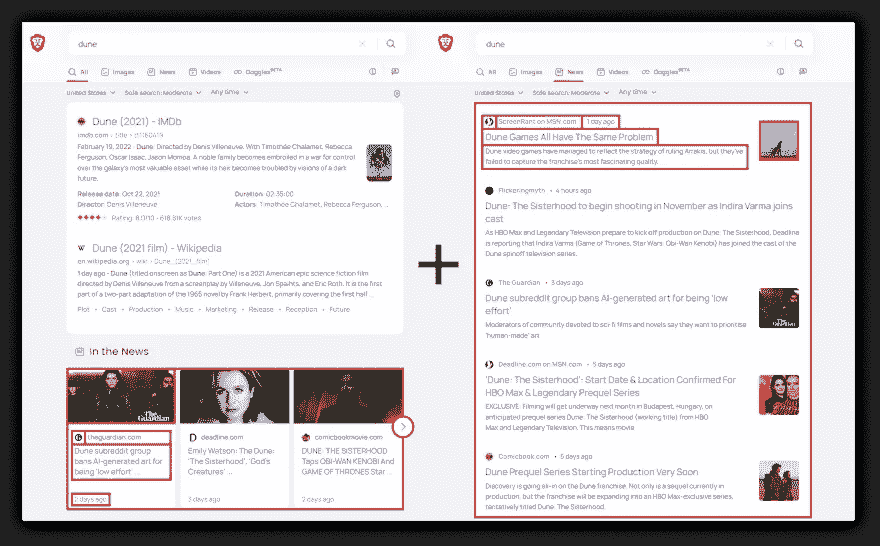 dune
All Images News Videos Goggles BETA
United States Safe search: Moderate Any time
Dune (2021) - IMDb
imdb.com › title › tt1160419
February 19, 2022 - Dune: Directed by Denis Villeneuve. With Timothée Chalamet, Rebecca
Ferguson, Oscar Isaac, Jason Momoa. A noble family becomes embroiled in a war for control
over the galaxy's most valuable asset while its heir becomes troubled by visions of a dark
future.
Release date: Oct 22, 2021 Duration: 02:35:00
Director: Denis Villeneuve Actors: Timothée Chalamet, Rebecca Ferguson, ...
Rating: votes
Dune (2021 film) - Wikipedia
en.wikipedia.org › wiki › Dune_(2021_film)
1 day ago - Dune (titled onscreen as Dune: Part One) is a 2021 American epic science fiction film
directed by Denis Villeneuve from a screenplay by Villeneuve, Jon Spaihts, and Eric Roth. It is the first
part of a two-part adaptation of the 1965 novel by Frank Herbert, primarily covering the first half ...
Plot • Cast • Production • Music • Marketing • Release • Reception • Future
In the News
The Guardian
theguardian.com
Dune subreddit group
bans AI-generated art for
being 'low effort' ...
3 days ago
deadline.com
Emily Watson: The Dune:
The Sisterhood', 'God's
Creatures' ...
3 days ago
comicbookmovie.com
DUNE: THE SISTERHOOD
Taps OBI-WAN KENOBI And
GAME OF THRONES Star ...
2 days ago
+
dune
All Images News Videos Goggles BETA
United States Safe search: Moderate Any time
ScreenRant on MSN.com • 1 day ago
Dune Games All Have The Same Problem
Dune video games have managed to reflect the strategy of ruling Arrakis, but they've
failed to capture the franchise's most fascinating quality.
Flickeringmyth • 4 hours ago
Dune: The Sisterhood to begin shooting in November as Indira Varma joins
cast
As HBO Max and Legendary Television prepare to kick off production on Dune: The Sisterhood, Deadline
is reporting that Indira Varma (Game of Thrones, Star Wars: Obi-Wan Kenobi) has joined the cast of the
Dune spinoff television series.
The Guardian • 3 days ago
Dune subreddit group bans AI-generated art for being 'low
effort'
Moderators of community devoted to sci-fi films and novels say they want to prioritise
'human-made' art
The Guardian
Deadline.com on MSN.com • 5 days ago
'Dune: The Sisterhood': Start Date & Location Confirmed For
HBO Max & Legendary Prequel Series
EXCLUSIVE: Filming will get underway next month in Budapest, Hungary, on
anticipated prequel series Dune: The Sisterhood (working title) from HBO
Max and Legendary Television. This means movie
Comicbook.com • 5 days ago
Dune Prequel Series Starting Production Very Soon
Discovery is going all-in on the Dune franchise. Not only is a sequel currently in
production, but the franchise will be expanding into an HBO Max-exclusive series,
tentatively titled Dune: The Sisterhood.